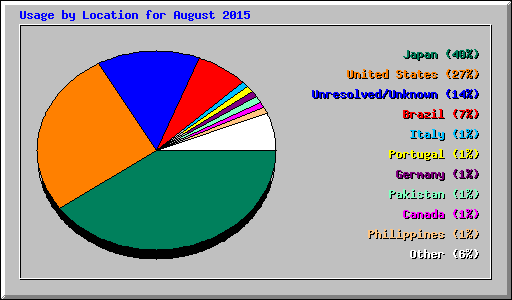 Usage by Location for August 2015
Japan (40%)
United States (27%)
Unresolved/Unknown (14%)
Brazil (7%)
Italy (1%)
Portugal (1%)
Germany (1%)
Pakistan (1%)
Canada (1%)
Philippines (1%)
Other (6%)